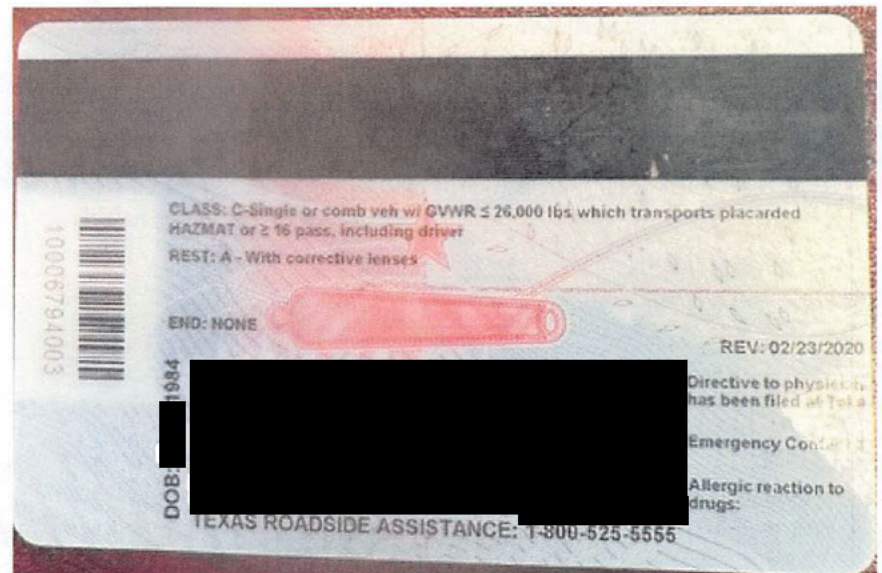 CLASS: C-Single or comb veh w/ GVWR ≤ 26,000 lbs which transports placarded
HAZMAT or ≥ 16 pass. including driver
REST: A - With corrective lenses
10006794003
END: NONE
REV: 02/23/2020
DOB: 1984
Directive to
has been filed at
Emergency
Allergic reaction to
drugs:
TEXAS ROADSIDE ASSISTANCE: 1-800-525-5555